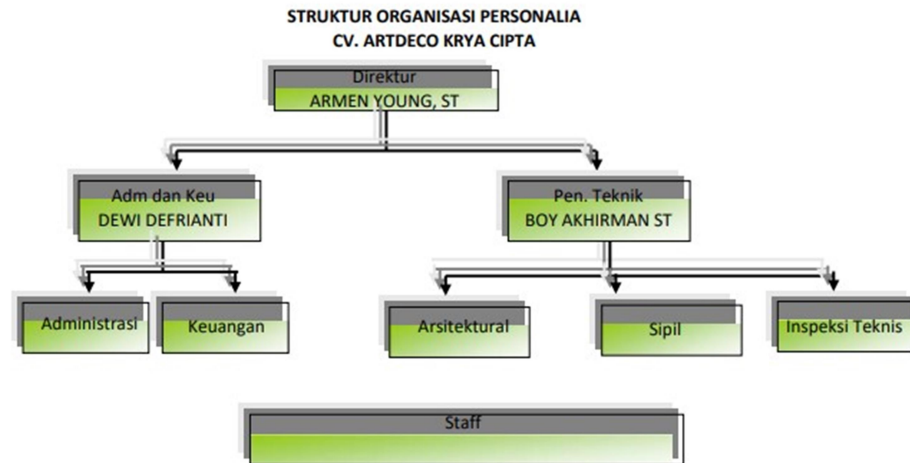 STRUKTUR ORGANISASI PERSONALIA
CV. ARTDECO KRYA CIPTA
Direktur
ARMEN YOUNG, ST
Adm dan Keu
DEWI DEFRIANTI
Pen. Teknik
BOY AKHIRMAN ST
Administrasi
Keuangan
Arsitektural
Sipil
Inspeksi Teknis
Staff